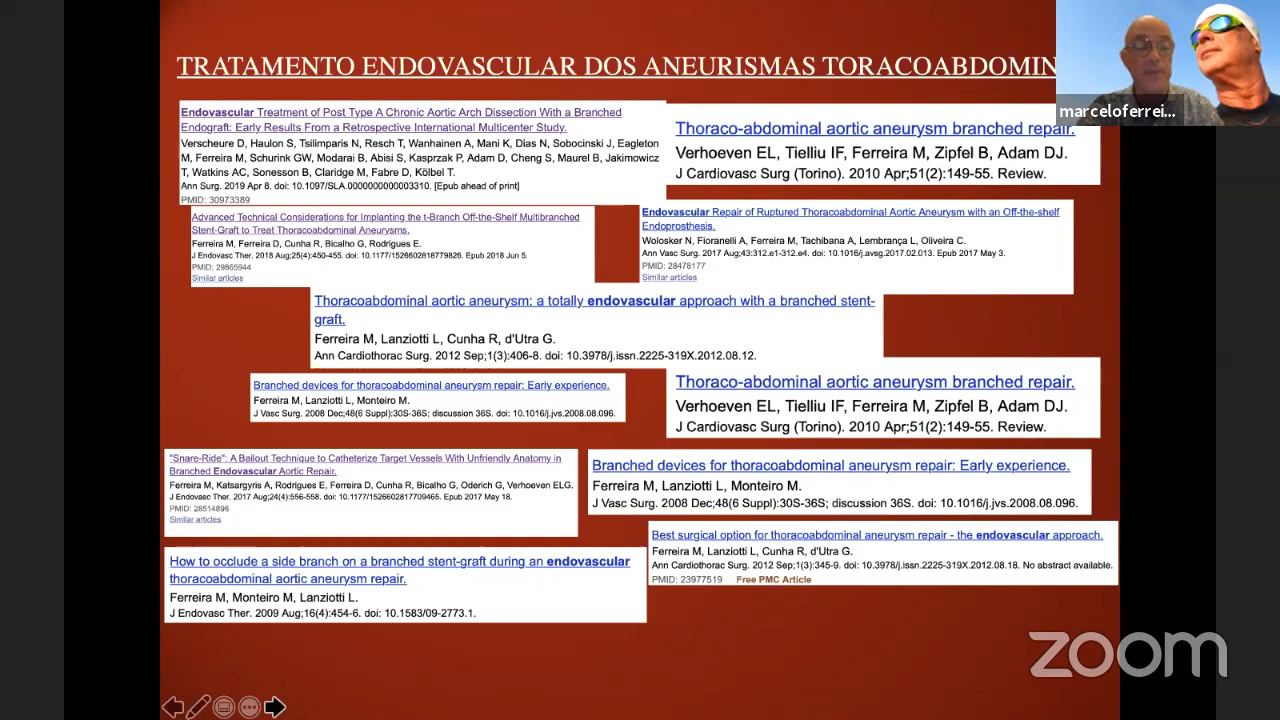 TRATAMENTO ENDOVASCULAR DOS ANEURISMAS TORACOABDOMIN
marceloferrei...
Endovascular Treatment of Post Type A Chronic Aortic Arch Dissection With a Branched
Endograft: Early Results From a Retrospective International Multicenter Study.
Verscheure D, Haulon S, Tsilimparis N, Resch T, Wanhainen A, Mani K, Dias N, Sobocinski J, Eagleton
M, Ferreira M, Schurink GW, Modarai B, Abisi S, Kasprzak P, Adam D, Cheng S, Maurel B, Jakimowicz
T, Watkins AC, Sonesson B, Claridge M, Fabre D, Kölbel T.
Ann Surg. 2019 Apr 8. doi: 10.1097/SLA.0000000000003310. [Epub ahead of print]
PMID: 30973389
Thoraco-abdominal aortic aneurysm branched repair.
Verhoeven EL, Tielliu IF, Ferreira M, Zipfel B, Adam DJ.
J Cardiovasc Surg (Torino). 2010 Apr;51(2):149-55. Review.
Advanced Technical Considerations for Implanting the t-Branch Off-the-Shelf Multibranched
Stent-Graft to Treat Thoracoabdominal Aneurysms.
Ferreira M, Ferreira D, Cunha R, Bicalho G, Rodrigues E.
J Endovasc Ther. 2018 Aug;25(4):450-455. doi: 10.1177/1526602818779826. Epub 2018 Jun 5.
PMID: 29865944
Similar articles
Endovascular Repair of Ruptured Thoracoabdominal Aortic Aneurysm with an Off-the-shelf
Endoprosthesis.
Wolosker N, Fioranelli A, Ferreira M, Tachibana A, Lembrança L, Oliveira C.
Ann Vasc Surg. 2017 Aug;43:312.e1-312.e4. doi: 10.1016/j.avsg.2017.02.013. Epub 2017 May 3.
PMID: 28478177
Similar articles
Thoracoabdominal aortic aneurysm: a totally endovascular approach with a branched stent-
graft.
Ferreira M, Lanziotti L, Cunha R, d'Utra G.
Ann Cardiothorac Surg. 2012 Sep;1(3):406-8. doi: 10.3978/j.issn.2225-319X.2012.08.12.
Branched devices for thoracoabdominal aneurysm repair: Early experience.
Ferreira M, Lanziotti L, Monteiro M.
J Vasc Surg. 2008 Dec;48(6 Suppl):30S-36S; discussion 36S. doi: 10.1016/j.jvs.2008.08.096.
Thoraco-abdominal aortic aneurysm branched repair.
Verhoeven EL, Tielliu IF, Ferreira M, Zipfel B, Adam DJ.
J Cardiovasc Surg (Torino). 2010 Apr;51(2):149-55. Review.
"Snare-Ride": A Bailout Technique to Catheterize Target Vessels With Unfriendly Anatomy in
Branched Endovascular Aortic Repair.
Ferreira M, Katsargyris A, Rodrigues E, Ferreira D, Cunha R, Bicalho G, Oderich G, Verhoeven ELG.
J Endovasc Ther. 2017 Aug;24(4):556-558. doi: 10.1177/1526602817709465. Epub 2017 May 18.
PMID: 28514896
Similar articles
Branched devices for thoracoabdominal aneurysm repair: Early experience.
Ferreira M, Lanziotti L, Monteiro M.
J Vasc Surg. 2008 Dec;48(6 Suppl):30S-36S; discussion 36S. doi: 10.1016/j.jvs.2008.08.096.
Best surgical option for thoracoabdominal aneurysm repair - the endovascular approach.
Ferreira M, Lanziotti L, Cunha R, d'Utra G.
Ann Cardiothorac Surg. 2012 Sep;1(3):345-9. doi: 10.3978/j.issn.2225-319X.2012.08.18. No abstract available.
PMID: 23977519 Free PMC Article
How to occlude a side branch on a branched stent-graft during an endovascular
thoracoabdominal aortic aneurysm repair.
Ferreira M, Monteiro M, Lanziotti L.
J Endovasc Ther. 2009 Aug;16(4):454-6. doi: 10.1583/09-2773.1.
zoom